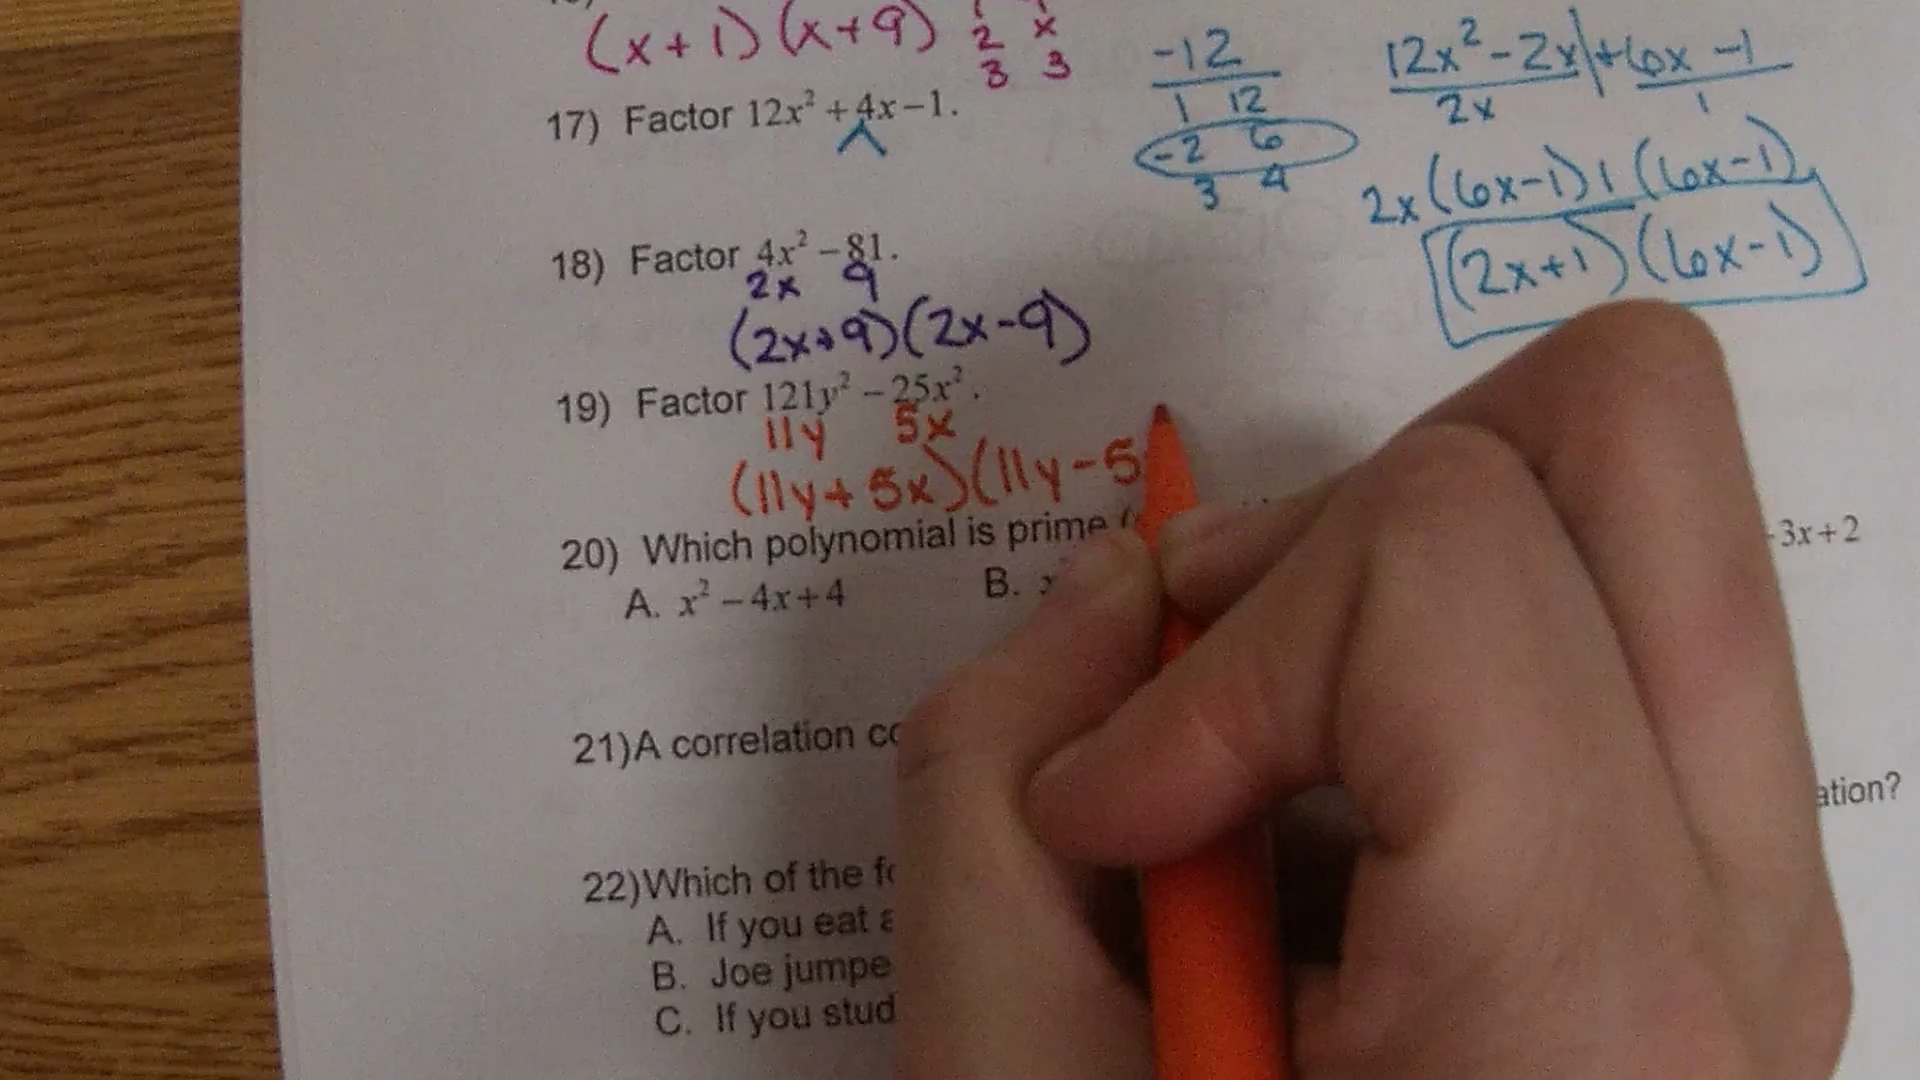 (x+1)(x+9)
2 x
3 3
17) Factor 12x² + 4x − 1.
-12
1 12
-2 6
3 4
12x² - 2x + 6x - 1
2x 1
2x(6x-1) 1(6x-1)
(2x+1)(6x-1)
18) Factor 4x² − 81.
2x 9
(2x+9)(2x-9)
19) Factor 121y² − 25x².
11y 5x
(11y+5x)(11y-5
20) Which polynomial is prime
A. x² − 4x + 4 B. 3x + 2
21)A correlation
ation?
22)Which of the
A. If you eat
B. Joe jumpe
C. If you stud